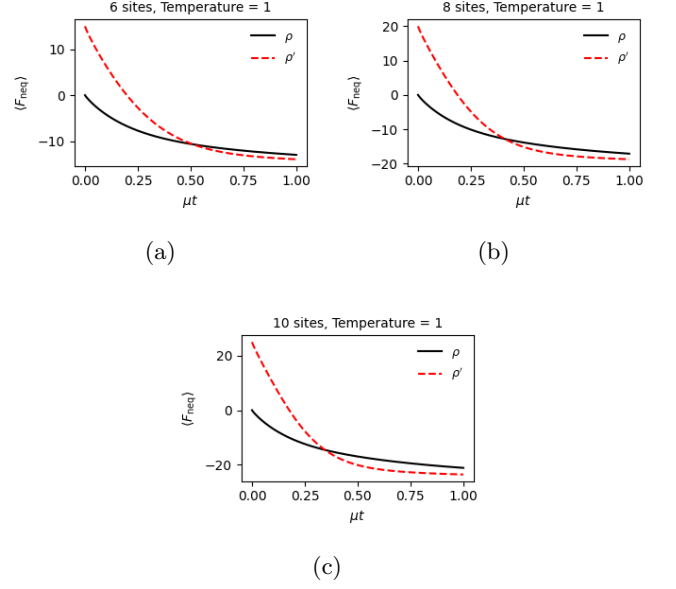 6 sites, Temperature = 1
⟨F_neq⟩
10
0
−10
ρ
ρ′
0.00 0.25 0.50 0.75 1.00
μt
(a)
8 sites, Temperature = 1
⟨F_neq⟩
20
10
0
−10
−20
ρ
ρ′
0.00 0.25 0.50 0.75 1.00
μt
(b)
10 sites, Temperature = 1
⟨F_neq⟩
20
0
−20
ρ
ρ′
0.00 0.25 0.50 0.75 1.00
μt
(c)